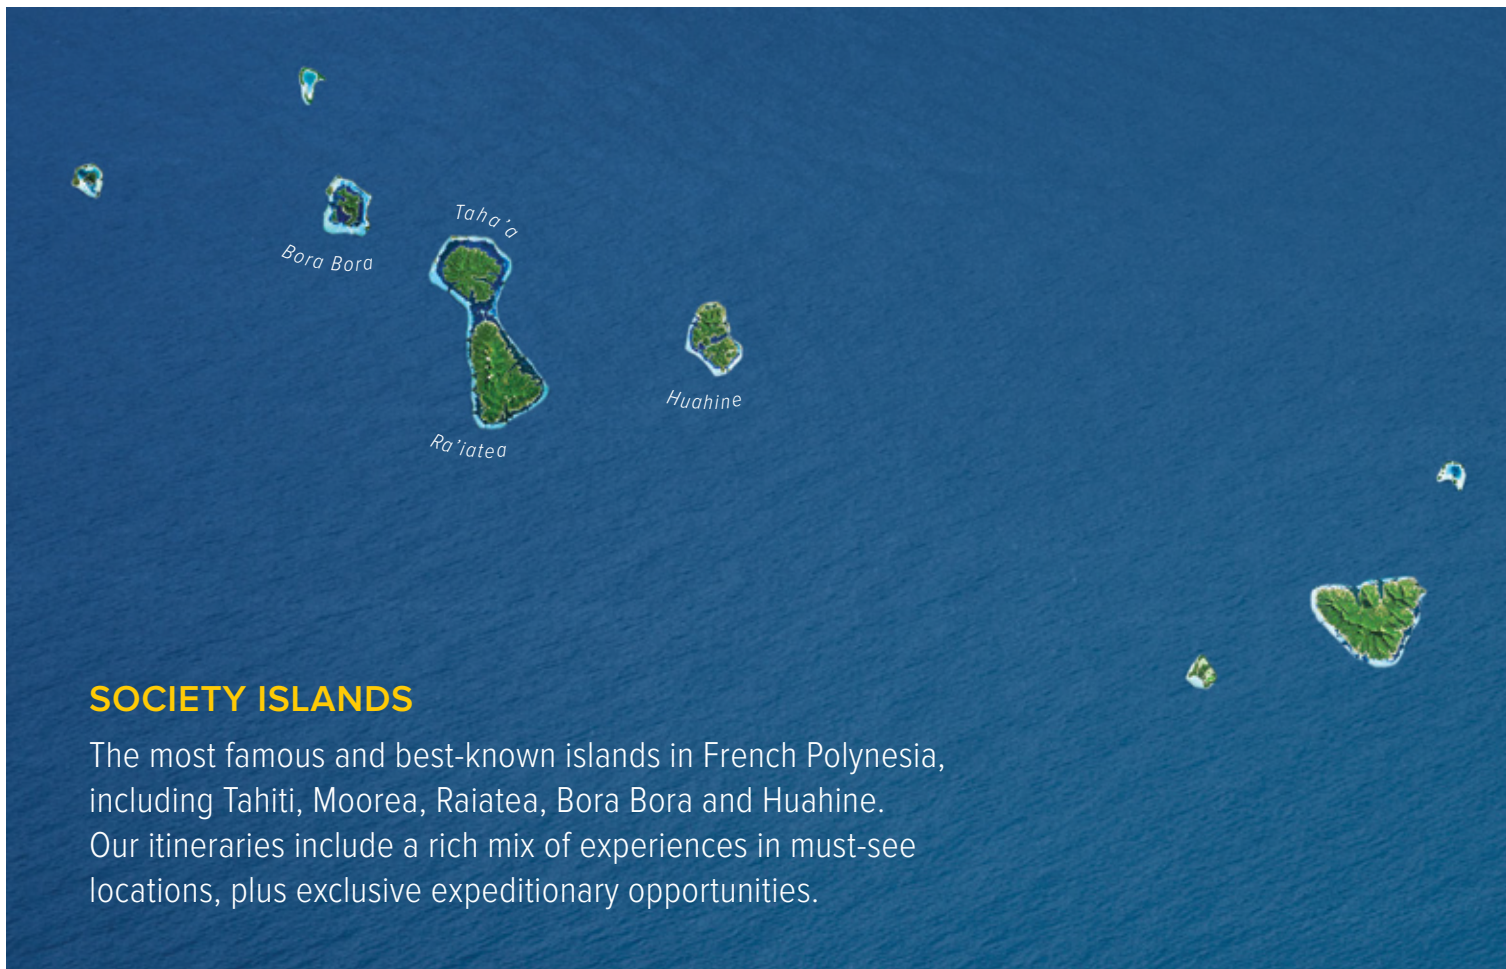 Taha'a
Bora Bora
Huahine
Ra'iatea
SOCIETY ISLANDS
The most famous and best-known islands in French Polynesia,
including Tahiti, Moorea, Raiatea, Bora Bora and Huahine.
Our itineraries include a rich mix of experiences in must-see
locations, plus exclusive expeditionary opportunities.